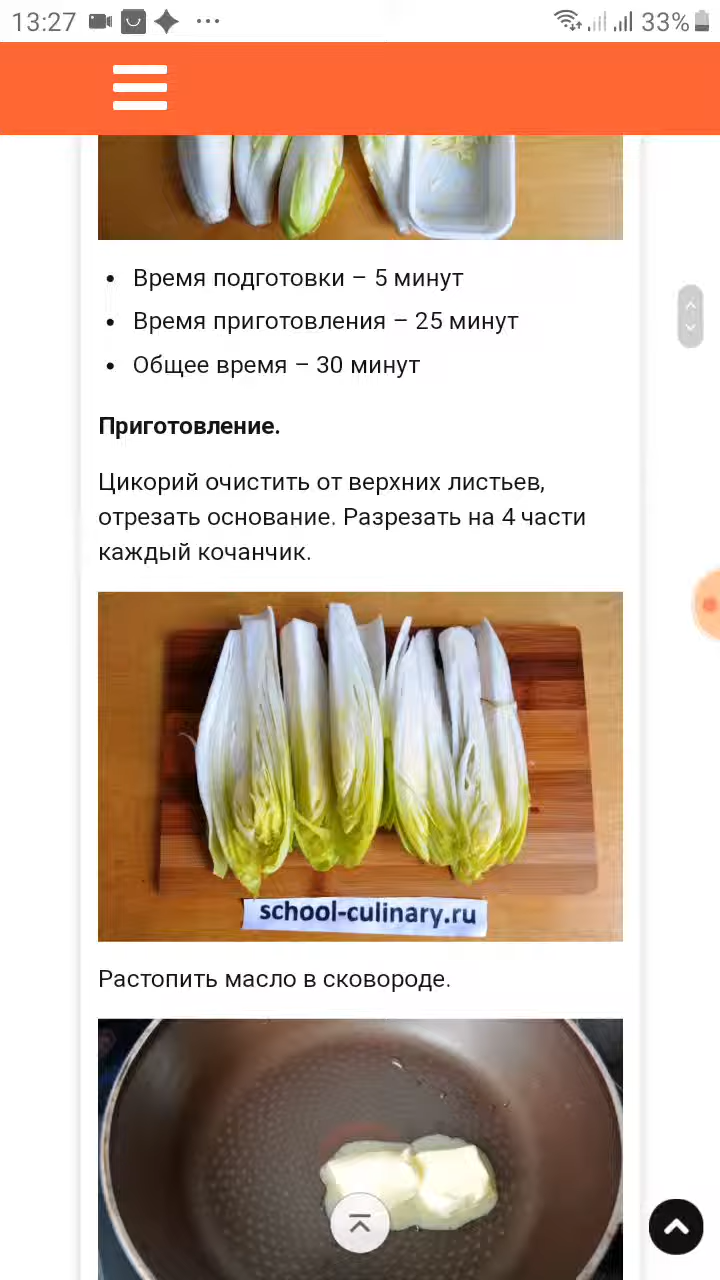 13:27
33%
Время подготовки – 5 минут
Время приготовления – 25 минут
Общее время – 30 минут
Приготовление.
Цикорий очистить от верхних листьев,
отрезать основание. Разрезать на 4 части
каждый кочанчик.
school-culinary.ru
Растопить масло в сковороде.